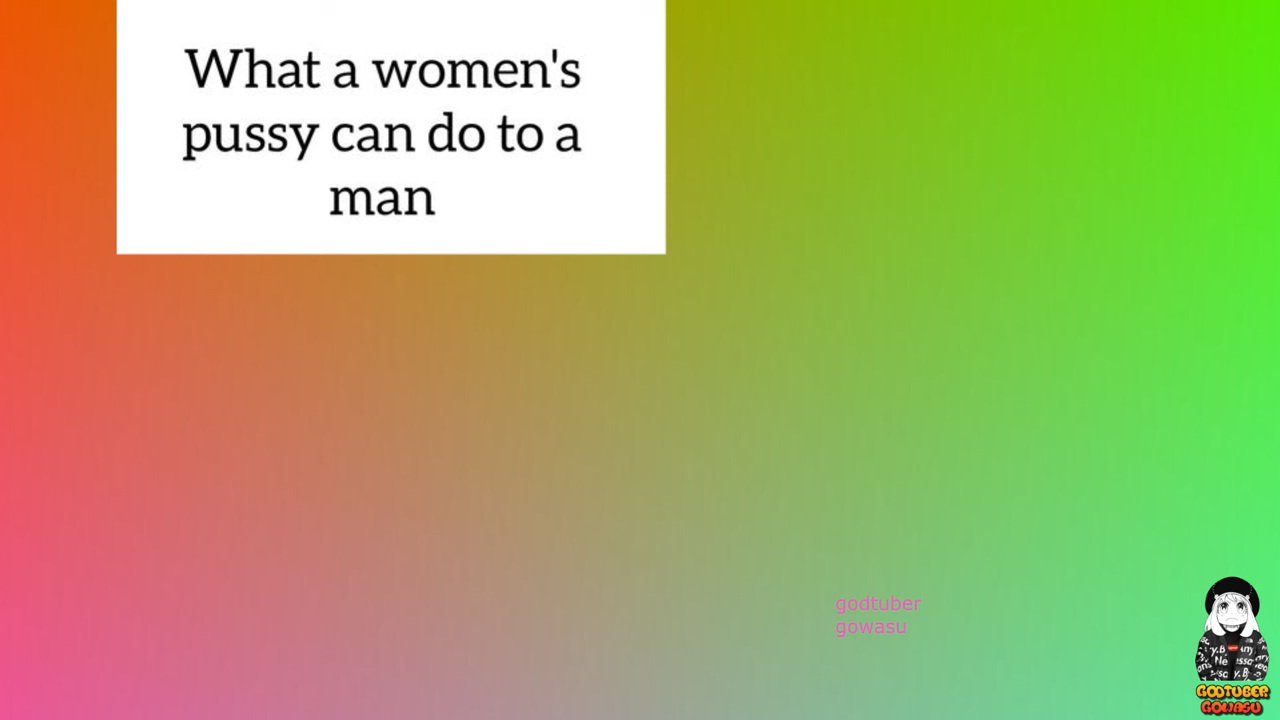 What a women's
pussy can do to a
man
godtuber
gowasu
GODTUBER
GOWASU